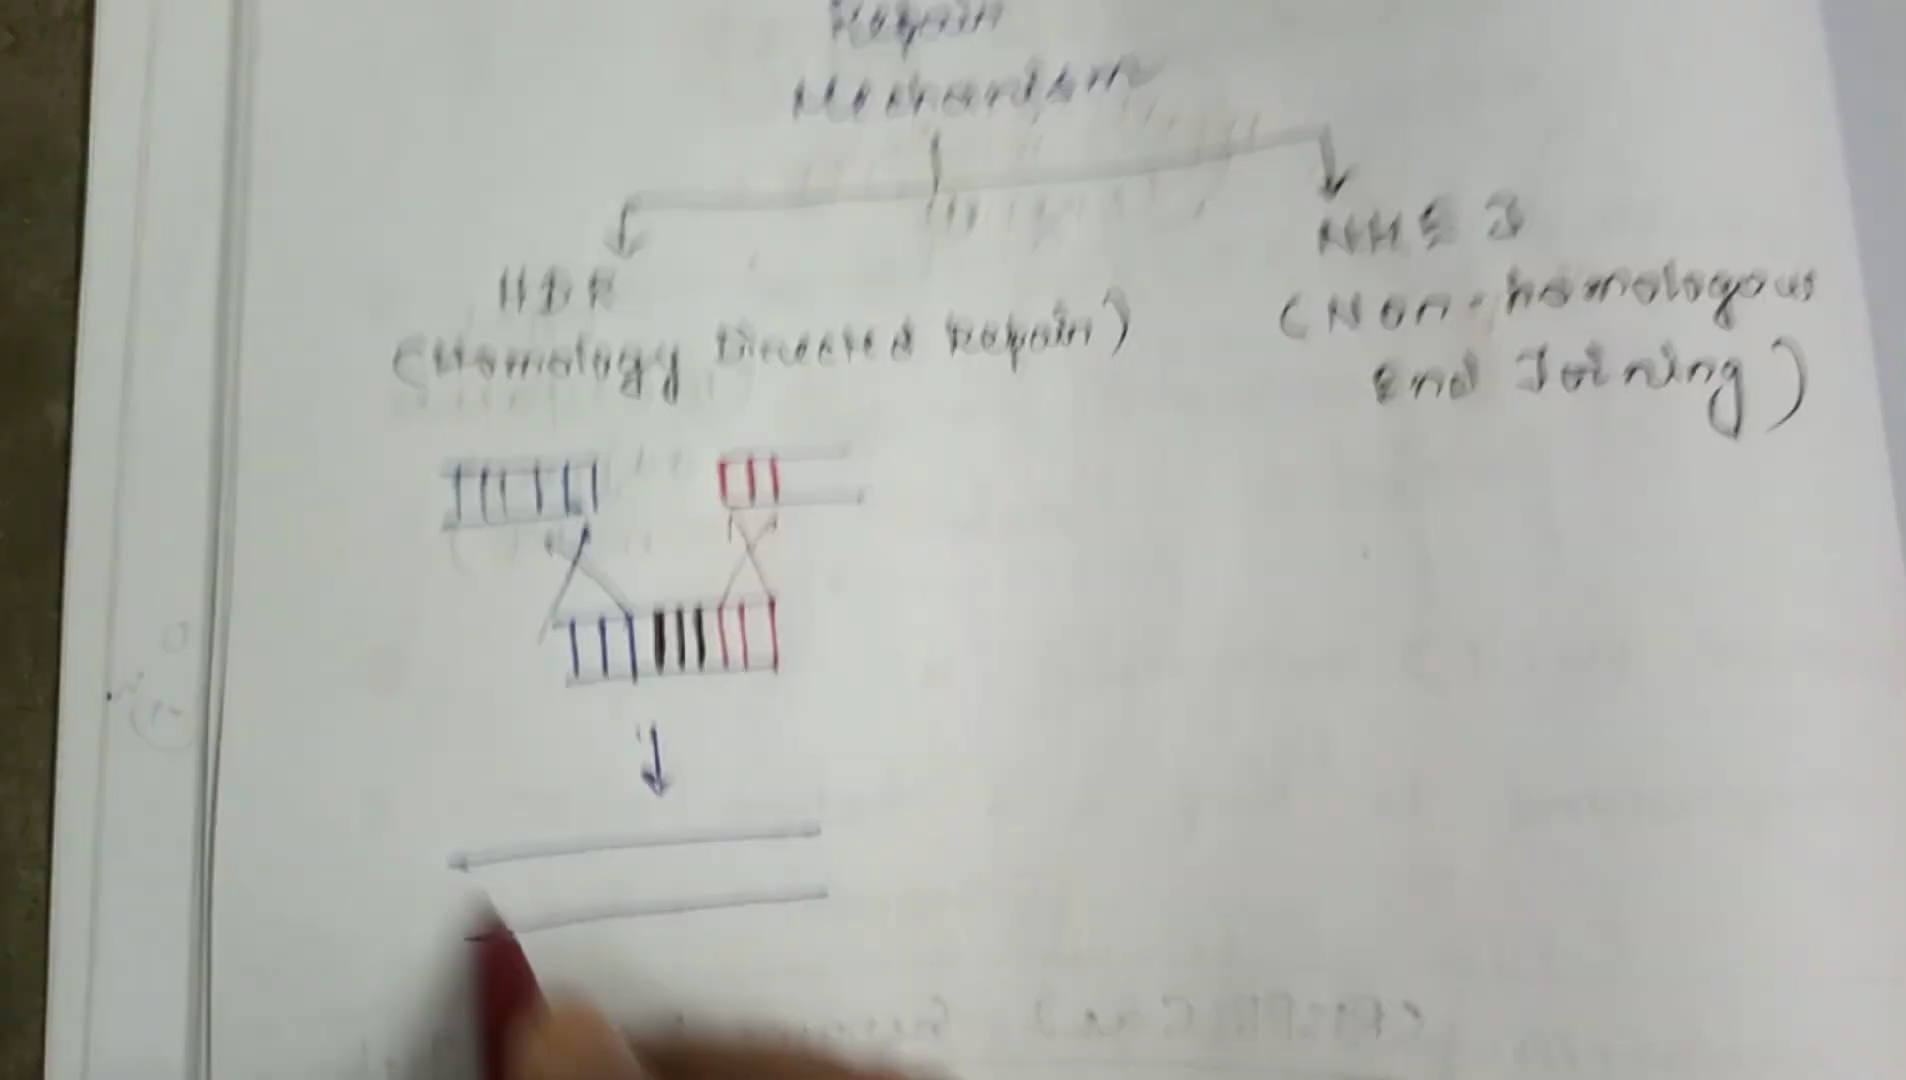 Repair
Mechanism
HDR
(Homology Directed Repair)
NHEJ
(Non-homologous
End Joining)